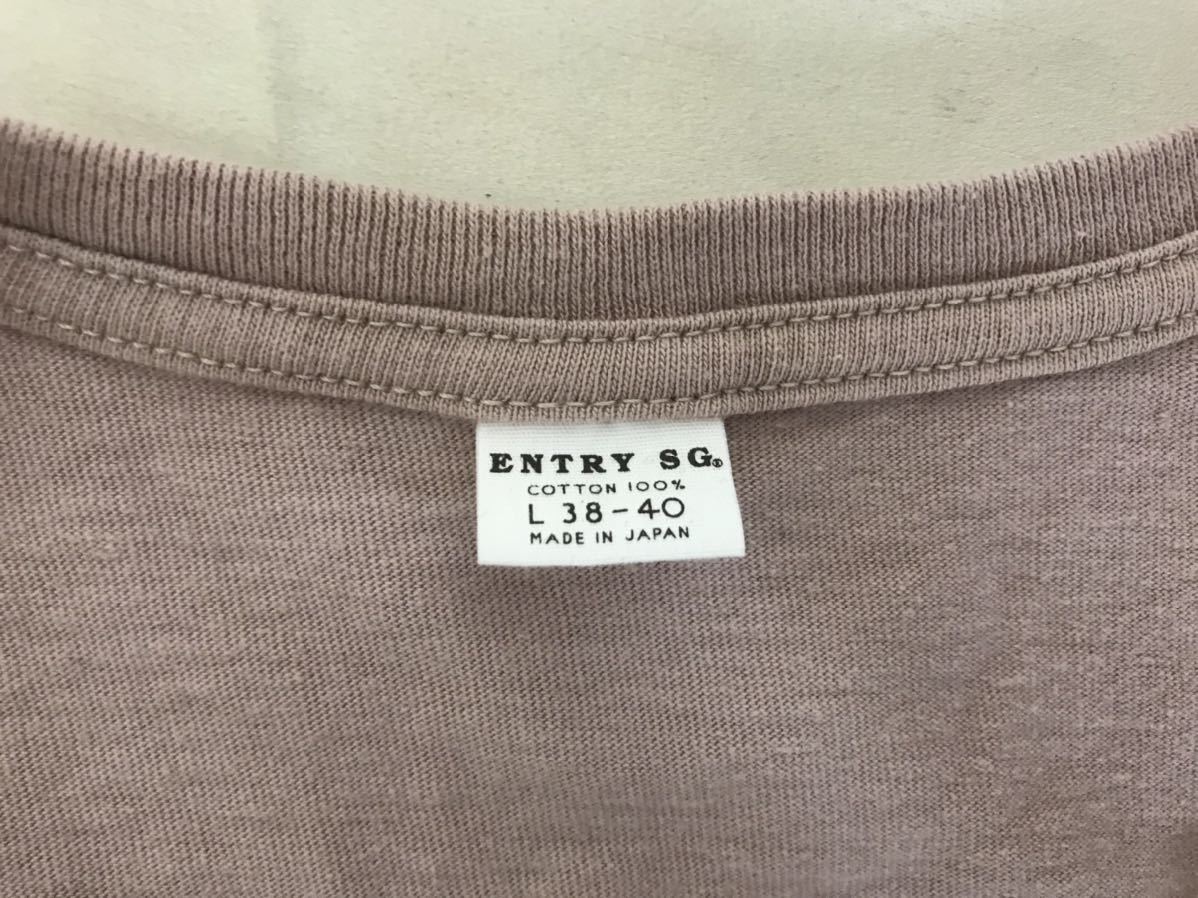 ENTRY SG®
COTTON 100%
L 38-40
MADE IN JAPAN